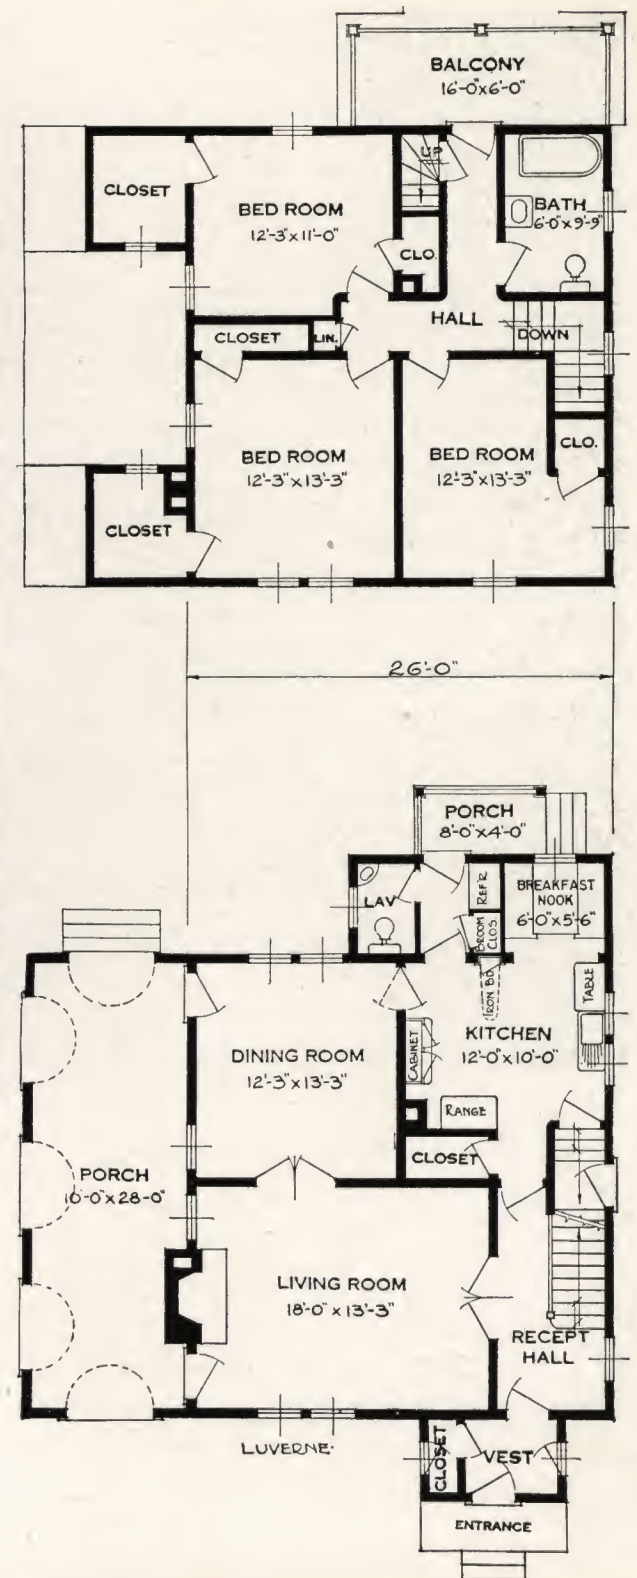 BALCONY
16'-0"x6'-0"
CLOSET
BED ROOM
12'-3"x11'-0"
UP
CLO.
BATH
6'-0"x9'-9"
HALL
CLOSET
LIN.
DOWN
BED ROOM
12'-3"x13'-3"
BED ROOM
12'-3"x13'-3"
CLO.
CLOSET
26'-0"
PORCH
8'-0"x4'-0"
LAV
REF'R
BROOM
CLOS
BREAKFAST
NOOK
6'-0"x5'-6"
IRON BD.
TABLE
DINING ROOM
12'-3"x13'-3"
CABINET
KITCHEN
12'-0"x10'-0"
RANGE
CLOSET
PORCH
10'-0"x28'-0"
LIVING ROOM
18'-0"x13'-3"
RECEPT
HALL
LUVERNE.
CLOSET
VEST
ENTRANCE